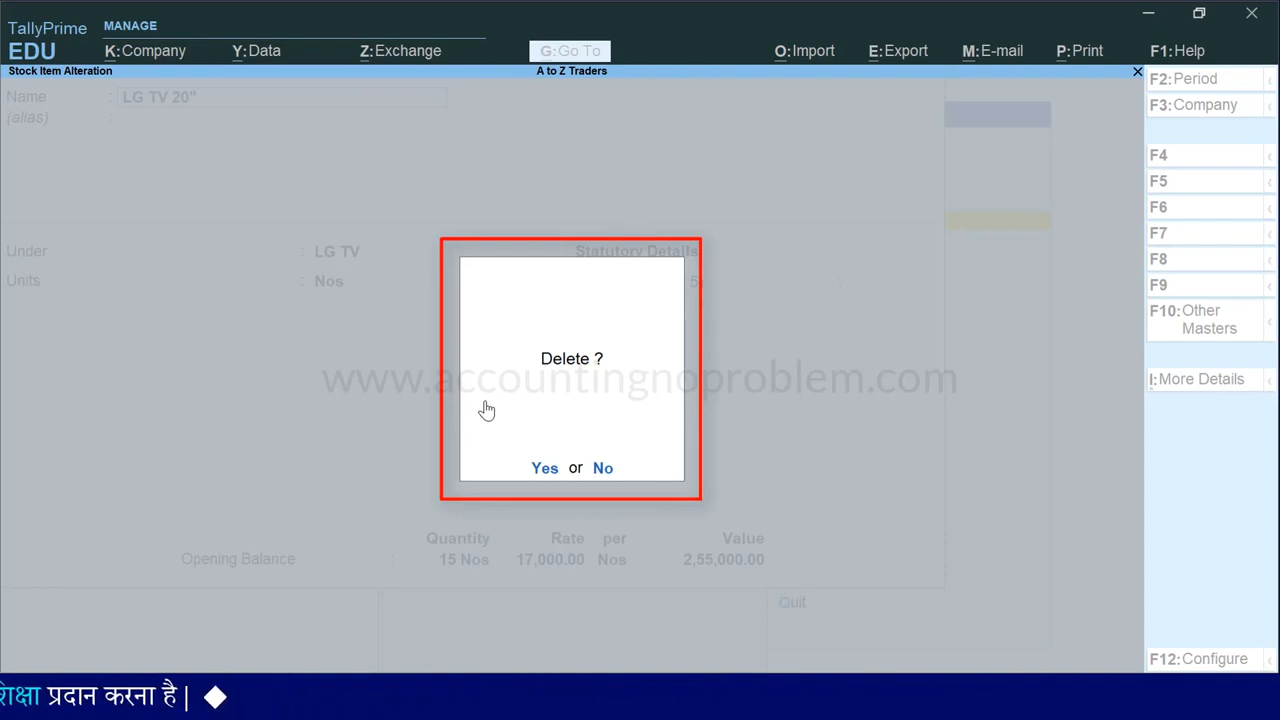 TallyPrime
EDU
MANAGE
K:Company Y:Data Z:Exchange G:Go To O:Import E:Export M:E-mail P:Print F1:Help
Stock Item Alteration A to Z Traders
Name : LG TV 20"
(alias) :
Under : LG TV Statutory Details
Units : Nos
Delete ?
www.accountingnoproblem.com
Yes or No
Quantity Rate per Value
Opening Balance 15 Nos 17,000.00 Nos 2,55,000.00
Quit
F2:Period
F3:Company
F4
F5
F6
F7
F8
F9
F10:Other
Masters
I:More Details
F12:Configure
शिक्षा प्रदान करना है |